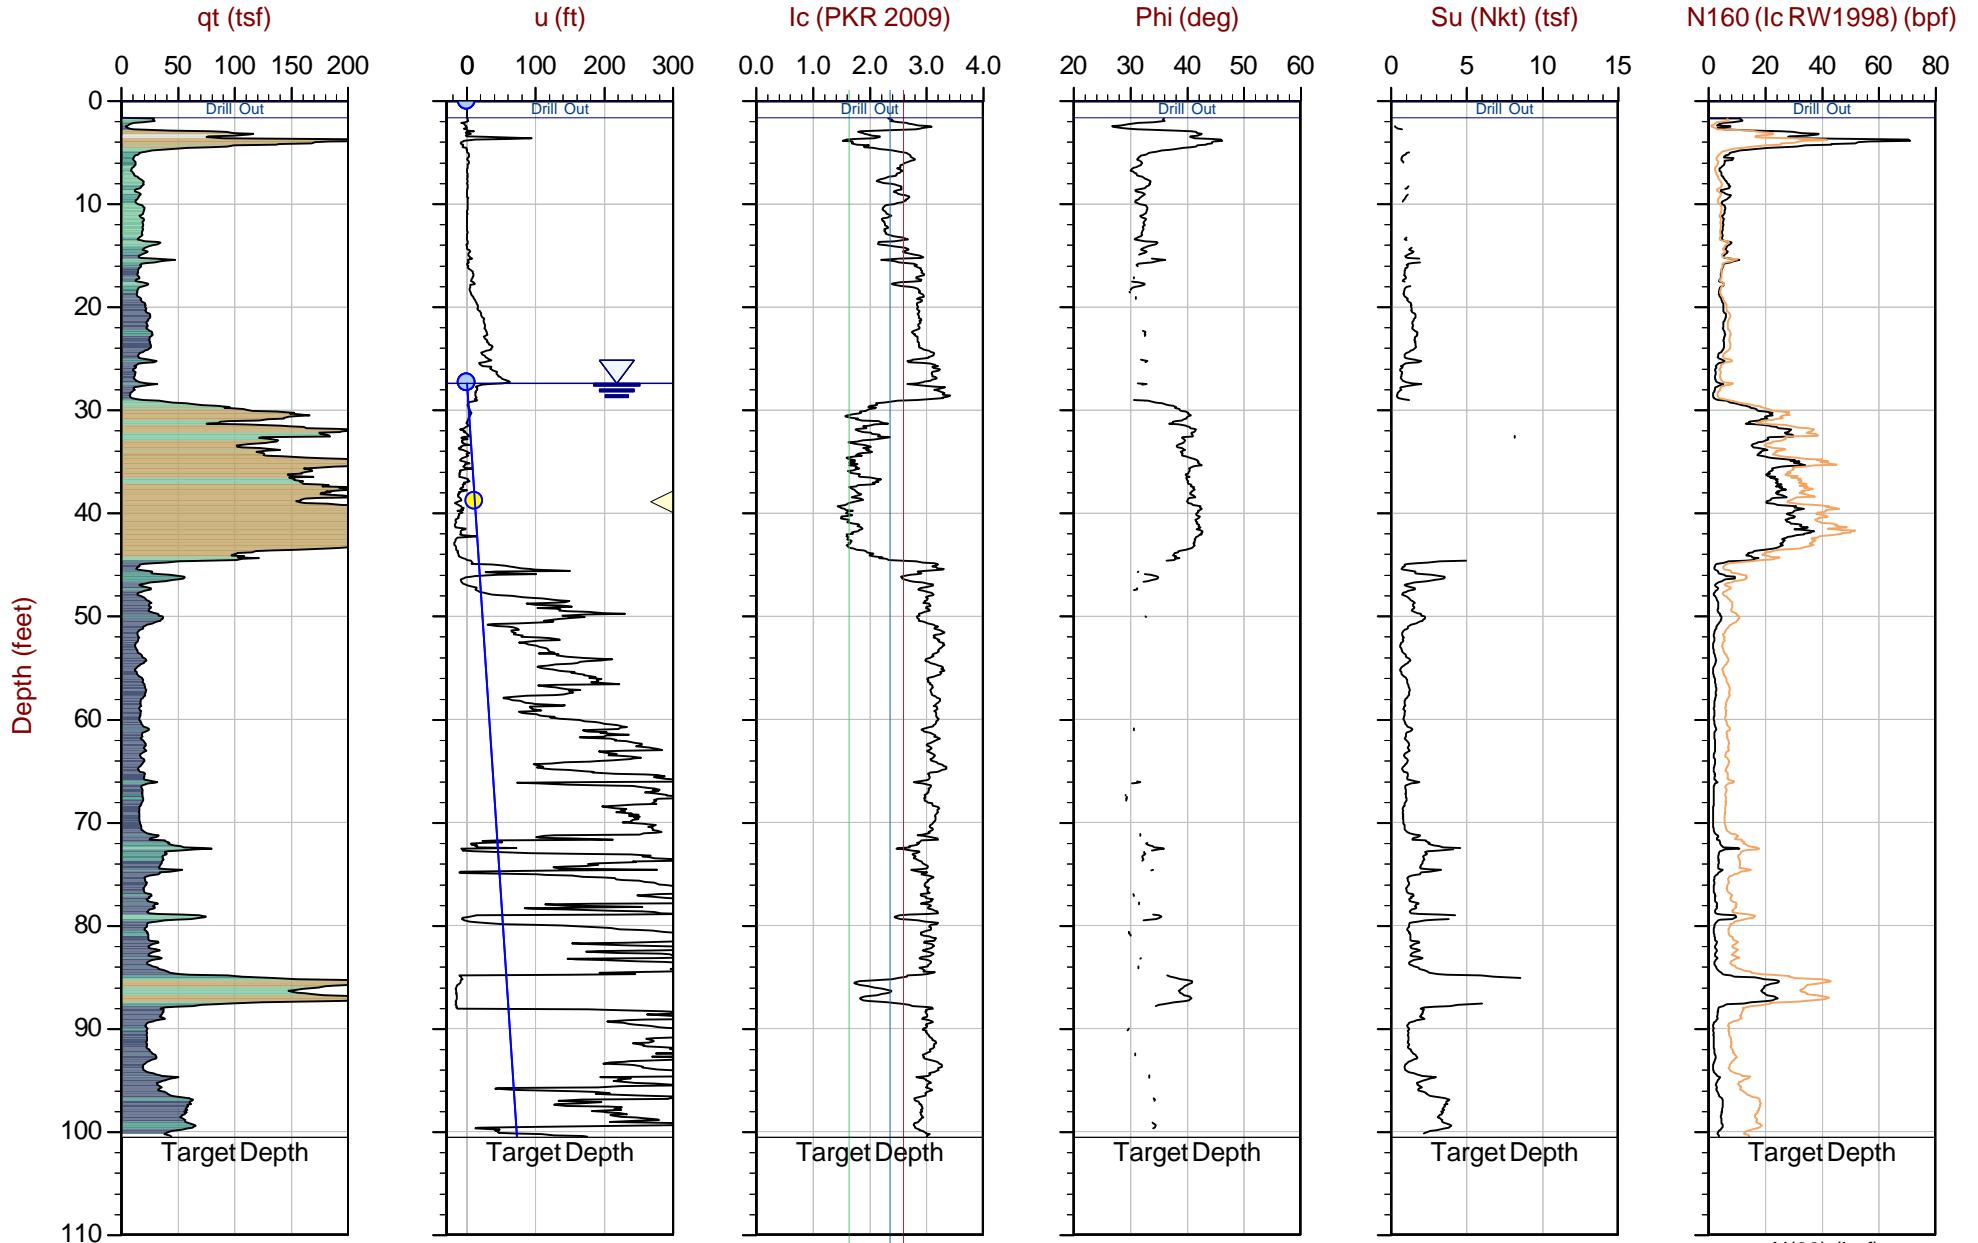 qt (tsf) u (ft) Ic (PKR 2009) Phi (deg) Su (Nkt) (tsf) N160 (Ic RW1998) (bpf)
0 50 100 150 200 0 100 200 300 0.0 1.0 2.0 3.0 4.0 20 30 40 50 60 0 5 10 15 0 20 40 60 80
0
Drill Out Drill Out Drill Out Drill Out Drill Out Drill Out
10
20
30
40
50
Depth (feet)
60
70
80
90
100
Target Depth Target Depth Target Depth Target Depth Target Depth Target Depth
110